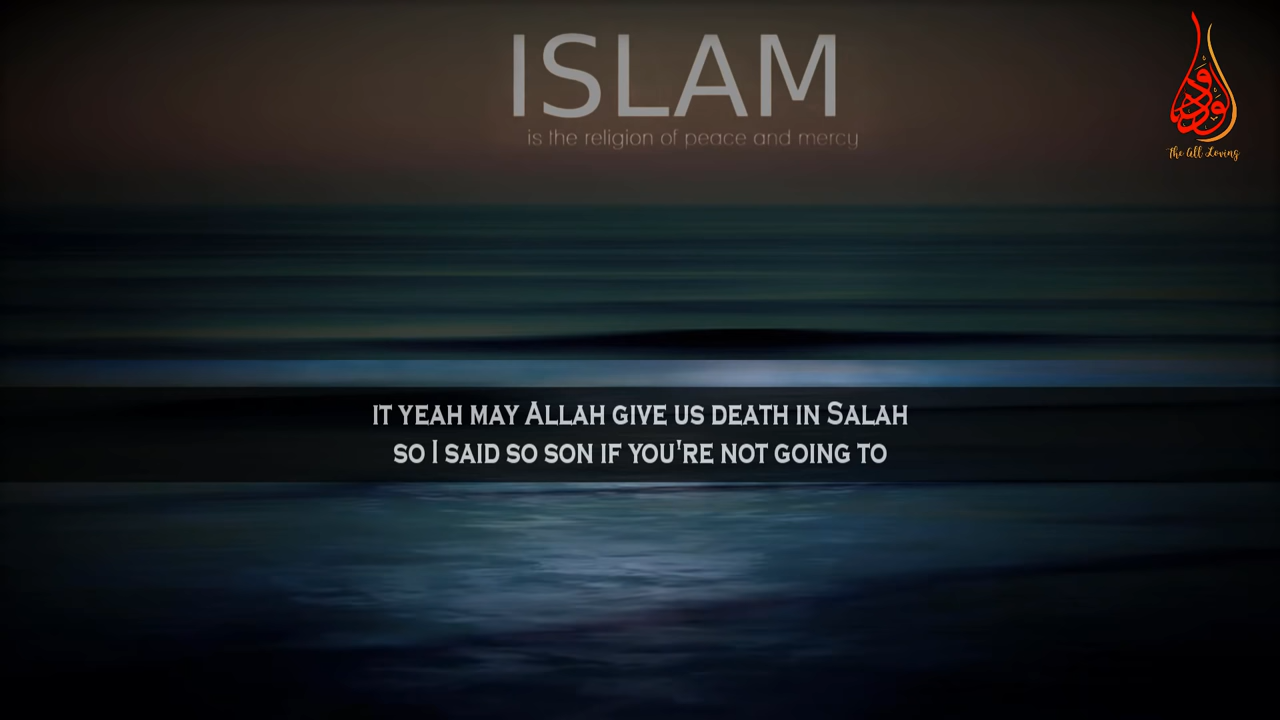 ISLAM
is the religion of peace and mercy
الودود
The All Loving
IT YEAH MAY ALLAH GIVE US DEATH IN SALAH
SO I SAID SO SON IF YOU'RE NOT GOING TO